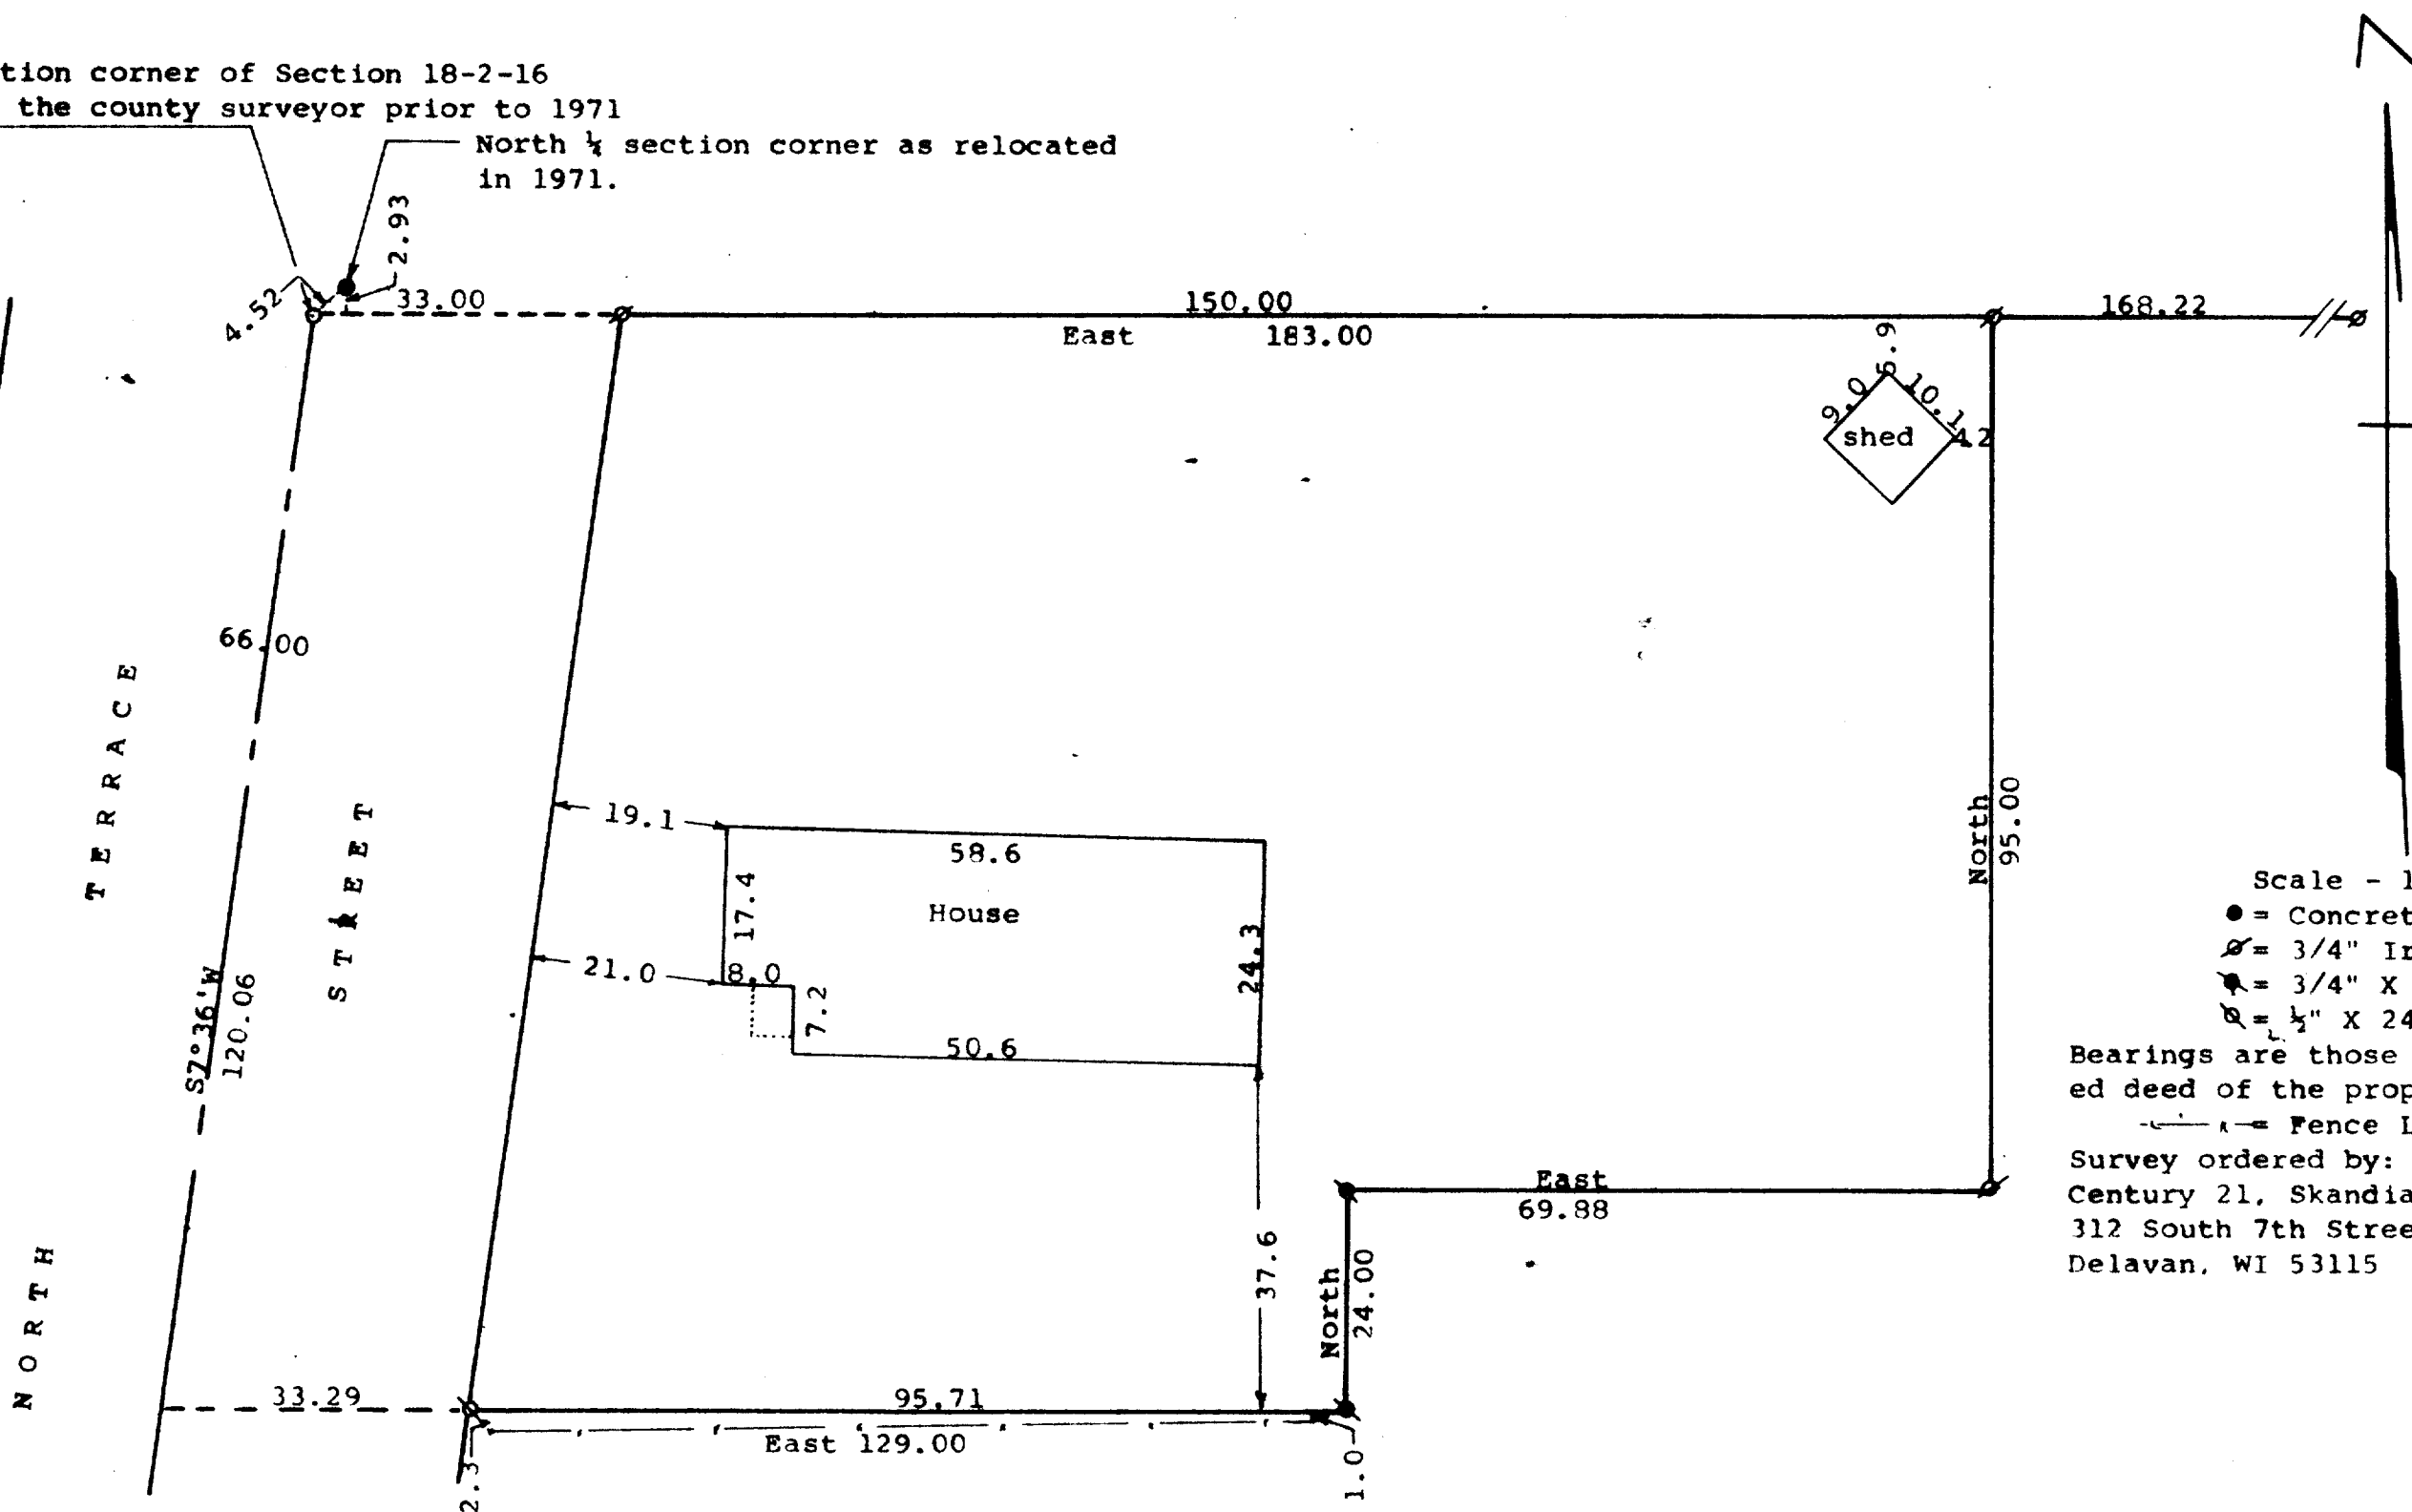 tion corner of Section 18-2-16
the county surveyor prior to 1971
North ¼ section corner as relocated
in 1971.
2.93
4.52
33.00
150.00
168.22
East 183.00
5.9
9.0
10.1
shed
4.2
66.00
TERRACE
STREET
NORTH
19.1
58.6
17.4
House
24.3
21.0
8.0
7.2
50.6
North
95.00
S7°36'W
120.06
East
69.88
37.6
North
24.00
33.29
95.71
East 129.00
2.3
1.0
Scale - 1
= Concret
= 3/4" Ir
= 3/4" X
= ½" X 24
Bearings are those
ed deed of the prop
= Fence L
Survey ordered by:
Century 21, Skandia
312 South 7th Stree
Delavan, WI 53115